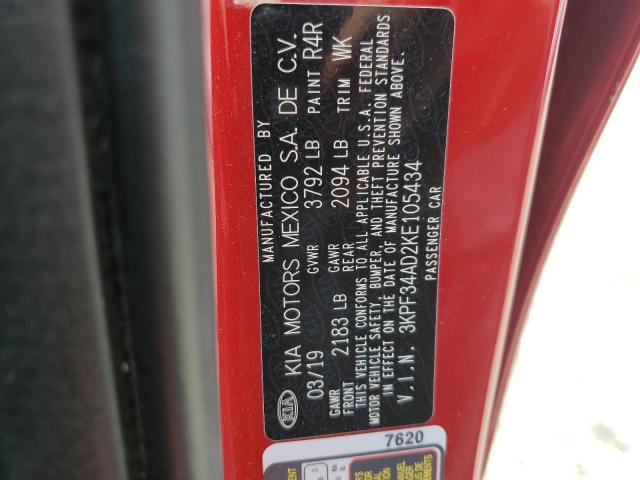 MANUFACTURED BY
KIA KIA MOTORS MEXICO S.A. DE C.V.
03/19 GVWR 3792 LB PAINT R4R
GAWR FRONT 2183 LB GAWR REAR 2094 LB TRIM WK
THIS VEHICLE CONFORMS TO ALL APPLICABLE U.S.A. FEDERAL
MOTOR VEHICLE SAFETY, BUMPER, AND THEFT PREVENTION STANDARDS
IN EFFECT ON THE DATE OF MANUFACTURE SHOWN ABOVE.
V.I.N. 3KPF34AD2KE105434
PASSENGER CAR
7620